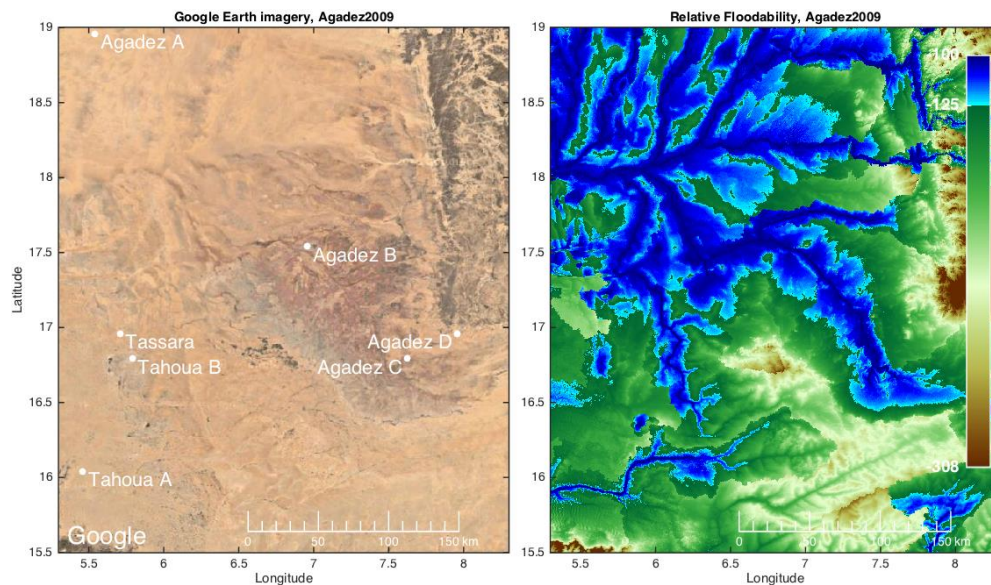 Google Earth imagery, Agadez2009
19
18.5
18
17.5
17
16.5
16
15.5
Latitude
Agadez A
Agadez B
Tassara
Agadez D
Tahoua B
Agadez C
Tahoua A
Google
0 50 100 150 km
5.5 6 6.5 7 7.5 8
Longitude
Relative Floodability, Agadez2009
19
18.5
18
17.5
17
16.5
16
15.5
-100
-125
-308
0 50 100 150 km
5.5 6 6.5 7 7.5 8
Longitude